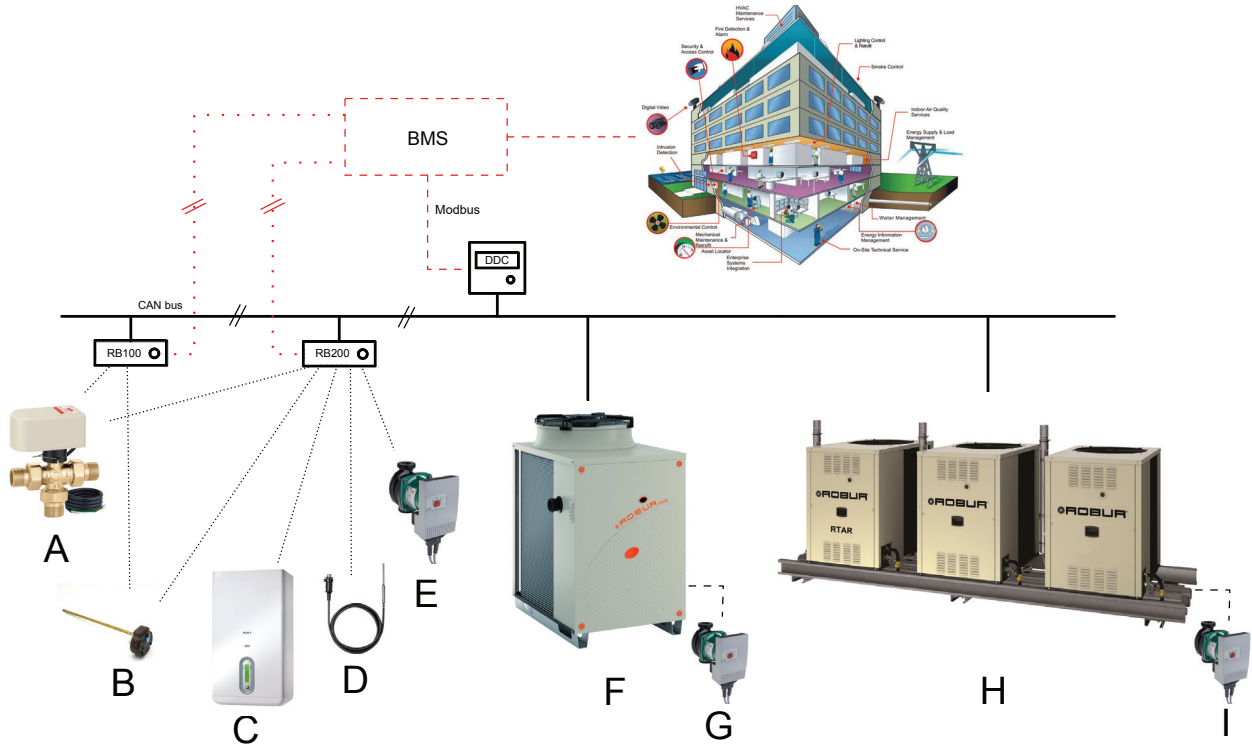 HVAC
Maintenance
Services
Fire Detection &
Alarm
Lighting Control
& Retrofit
Security &
Access Control
Smoke Control
Digital Video
Indoor Air Quality
Services
Energy Supply & Load
Management
Intrusion
Detection
BMS
Modbus
Water Management
Environmental Control
Energy Information
Management
Mechanical
Maintenance &
Retrofit
Asset Locator
On-Site Technical Service
Enterprise
Systems
Integration
DDC
CAN bus
RB100
RB200
ROBUR
ROBUR
ROBUR
ROBUR
RTAR
A
B
C
D
E
F
G
H
I